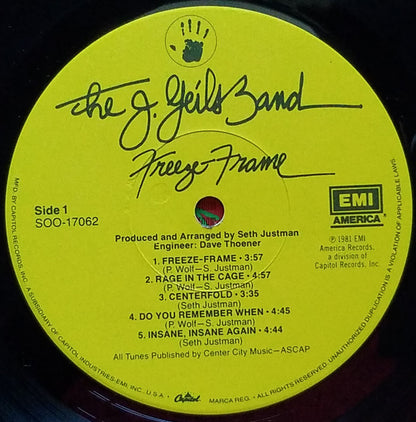 The J. Geils Band
Freeze-Frame
Side 1
SOO-17062
EMI
AMERICA®
℗ 1981 EMI
America Records,
a division of
Capitol Records, Inc.
Produced and Arranged by Seth Justman
Engineer: Dave Thoener
1. FREEZE-FRAME • 3:57
(P. Wolf—S. Justman)
2. RAGE IN THE CAGE • 4:57
(P. Wolf—S. Justman)
3. CENTERFOLD • 3:35
(Seth Justman)
4. DO YOU REMEMBER WHEN • 4:45
(P. Wolf—S. Justman)
5. INSANE, INSANE AGAIN • 4:44
(Seth Justman)
All Tunes Published by Center City Music—ASCAP
MFD. BY CAPITOL RECORDS, INC. A SUBSIDIARY OF CAPITOL INDUSTRIES-EMI, INC., U.S.A. • Capitol MARCA REG. • ALL RIGHTS RESERVED. UNAUTHORIZED DUPLICATION IS A VIOLATION OF APPLICABLE LAWS.